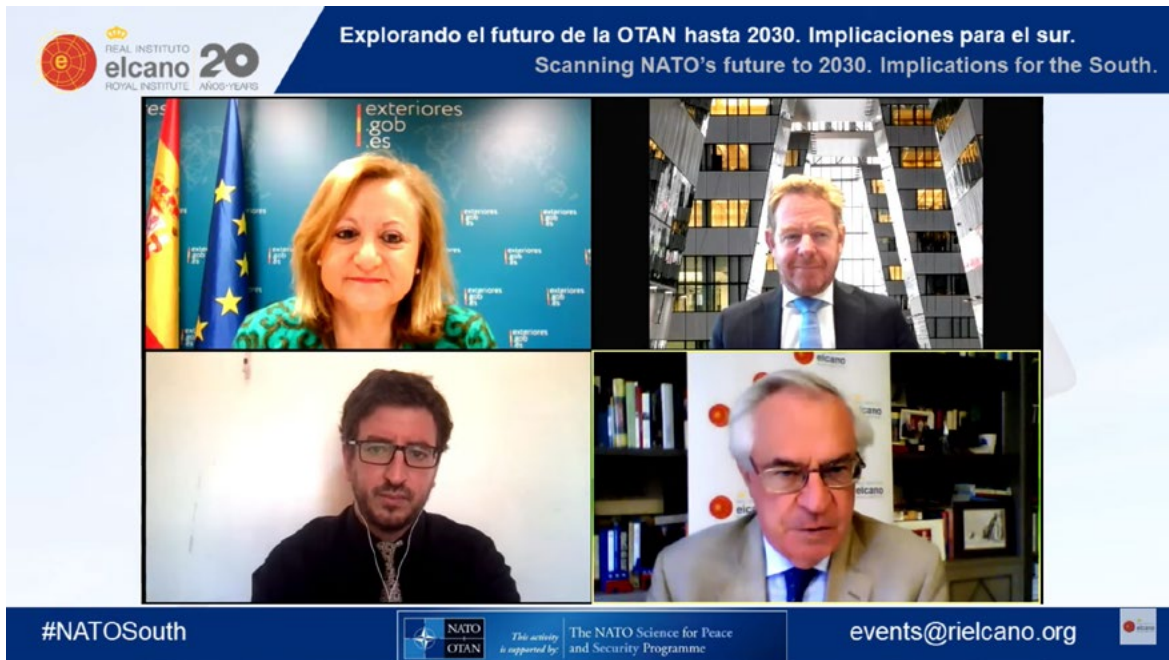 Explorando el futuro de la OTAN hasta 2030. Implicaciones para el sur.
Scanning NATO's future to 2030. Implications for the South.
REAL INSTITUTO
elcano
ROYAL INSTITUTE
20
AÑOS·YEARS
exteriores
.gob
.es
elcano
elcano
#NATOSouth
NATO
OTAN
This activity
is supported by:
The NATO Science for Peace
and Security Programme
events@rielcano.org